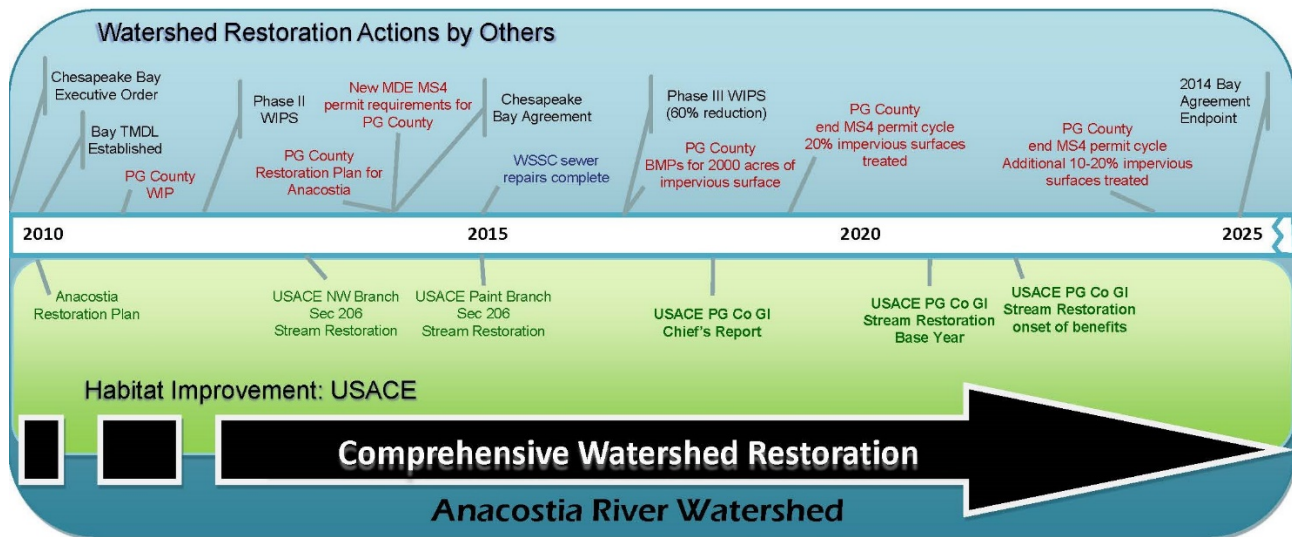 Watershed Restoration Actions by Others
Chesapeake Bay
Executive Order
Bay TMDL
Established
PG County
WIP
Phase II
WIPS
PG County
Restoration Plan for
Anacostia
New MDE MS4
permit requirements for
PG County
Chesapeake
Bay Agreement
WSSC sewer
repairs complete
Phase III WIPS
(60% reduction)
PG County
BMPs for 2000 acres of
impervious surface
PG County
end MS4 permit cycle
20% impervious surfaces
treated
PG County
end MS4 permit cycle
Additional 10-20% impervious
surfaces treated
2014 Bay
Agreement
Endpoint
2010
2015
2020
2025
Anacostia
Restoration Plan
USACE NW Branch
Sec 206
Stream Restoration
USACE Paint Branch
Sec 206
Stream Restoration
USACE PG Co GI
Chief's Report
USACE PG Co GI
Stream Restoration
Base Year
USACE PG Co GI
Stream Restoration
onset of benefits
Habitat Improvement: USACE
Comprehensive Watershed Restoration
Anacostia River Watershed